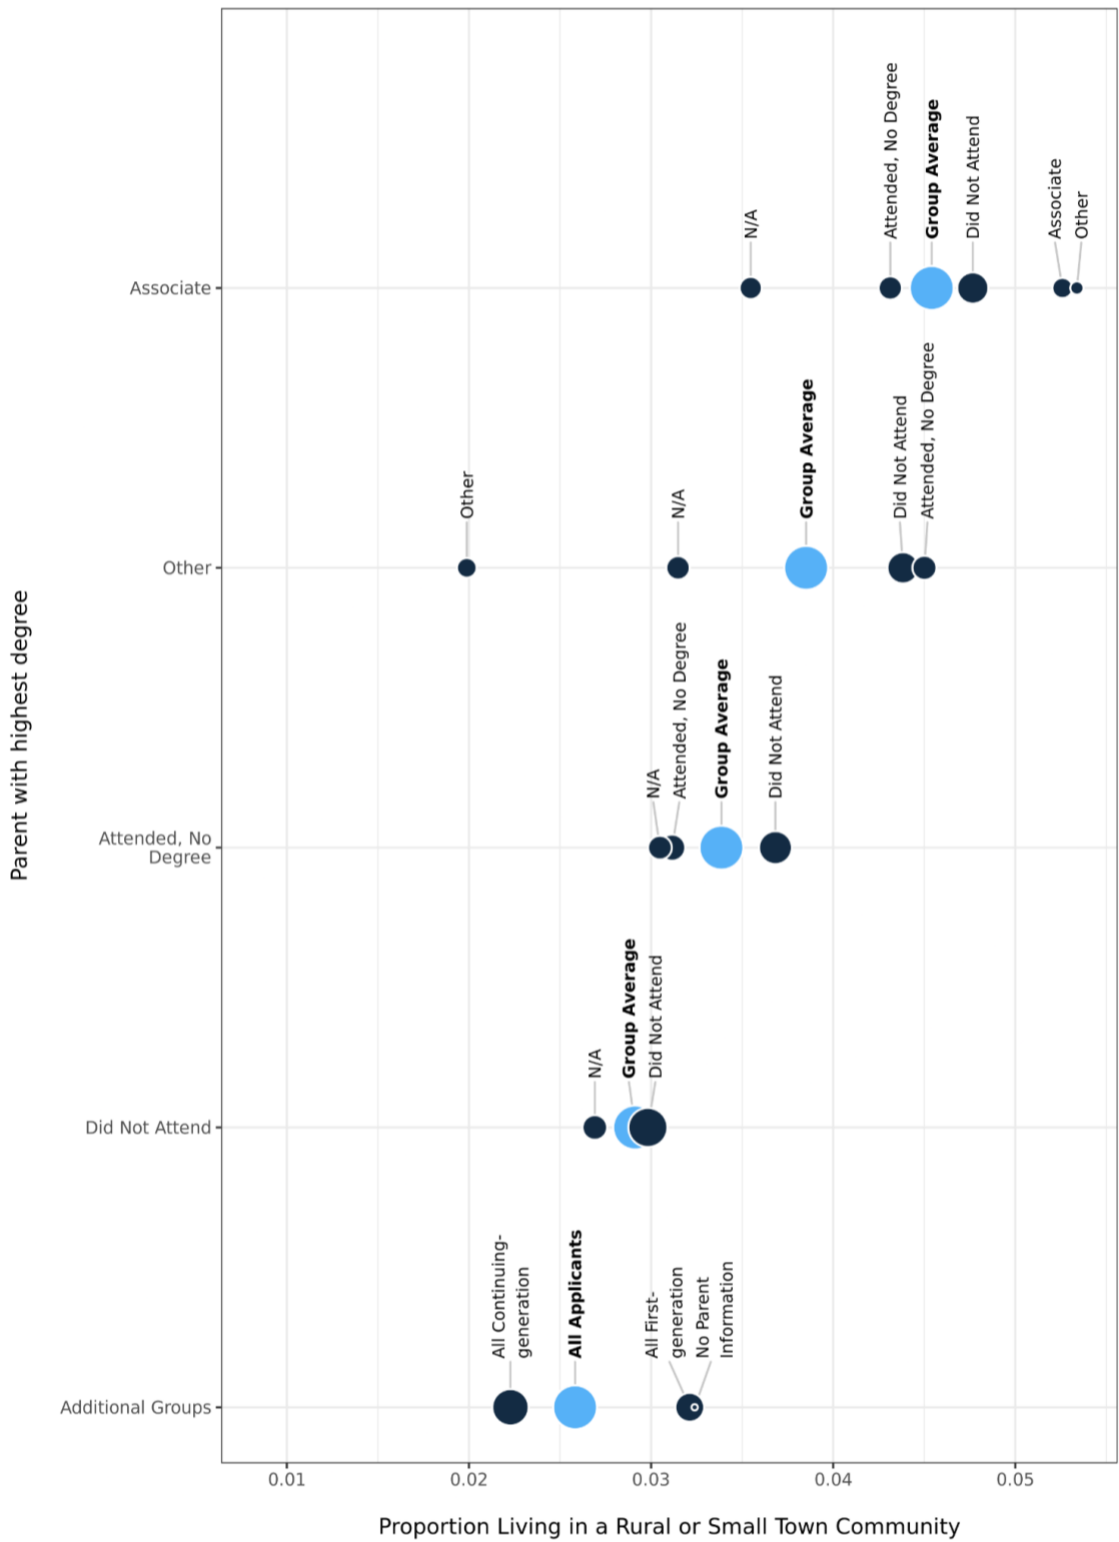 Attended, No Degree
Group Average
Did Not Attend
Associate
Other
N/A
Associate
Attended, No Degree
Group Average
Did Not Attend
Other
N/A
Other
Attended, No Degree
Group Average
Did Not Attend
N/A
Attended, No
Degree
Group Average
Did Not Attend
N/A
Did Not Attend
All Continuing-
generation
All Applicants
All First-
generation
No Parent
Information
Additional Groups
0.01
0.02
0.03
0.04
0.05
Proportion Living in a Rural or Small Town Community
Parent with highest degree